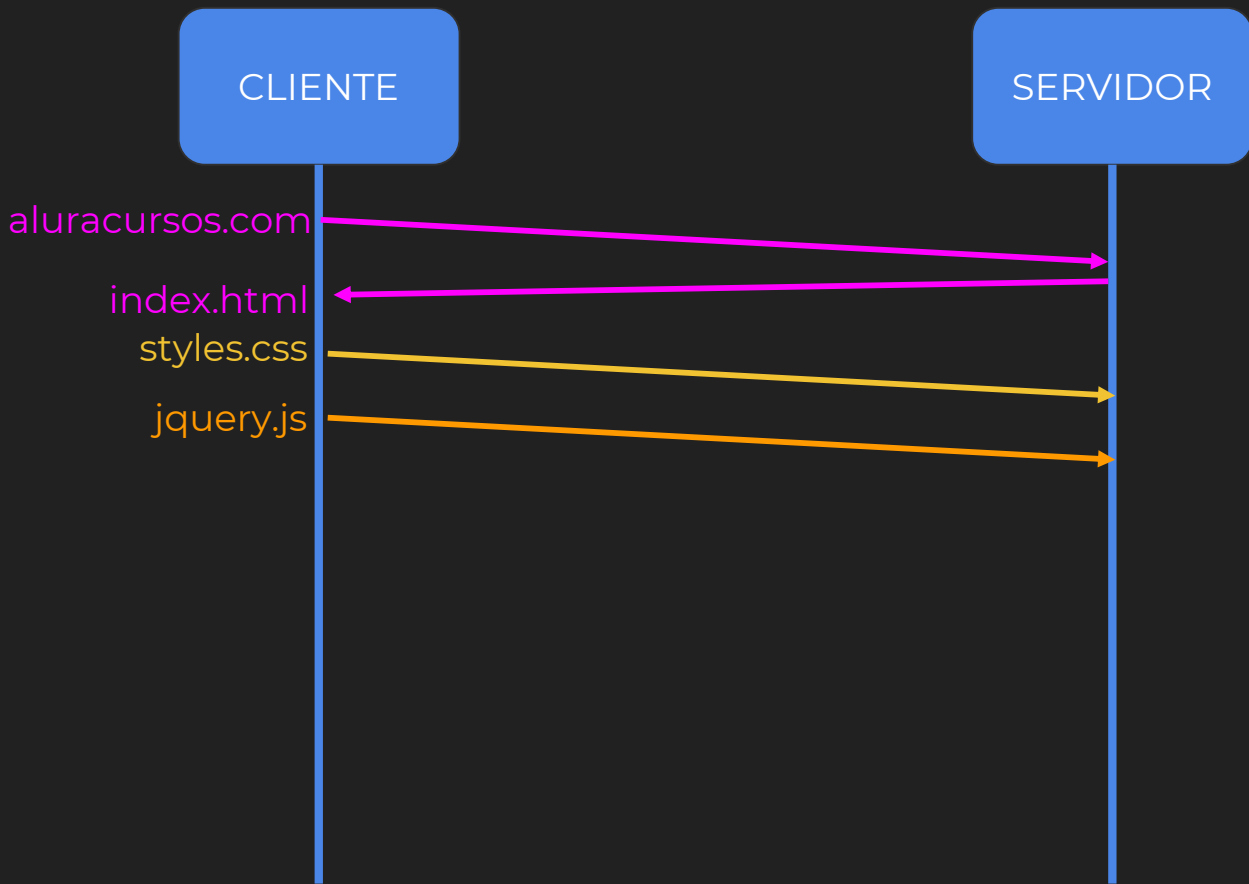 CLIENTE
SERVIDOR
aluracursos.com
index.html
styles.css
jquery.js